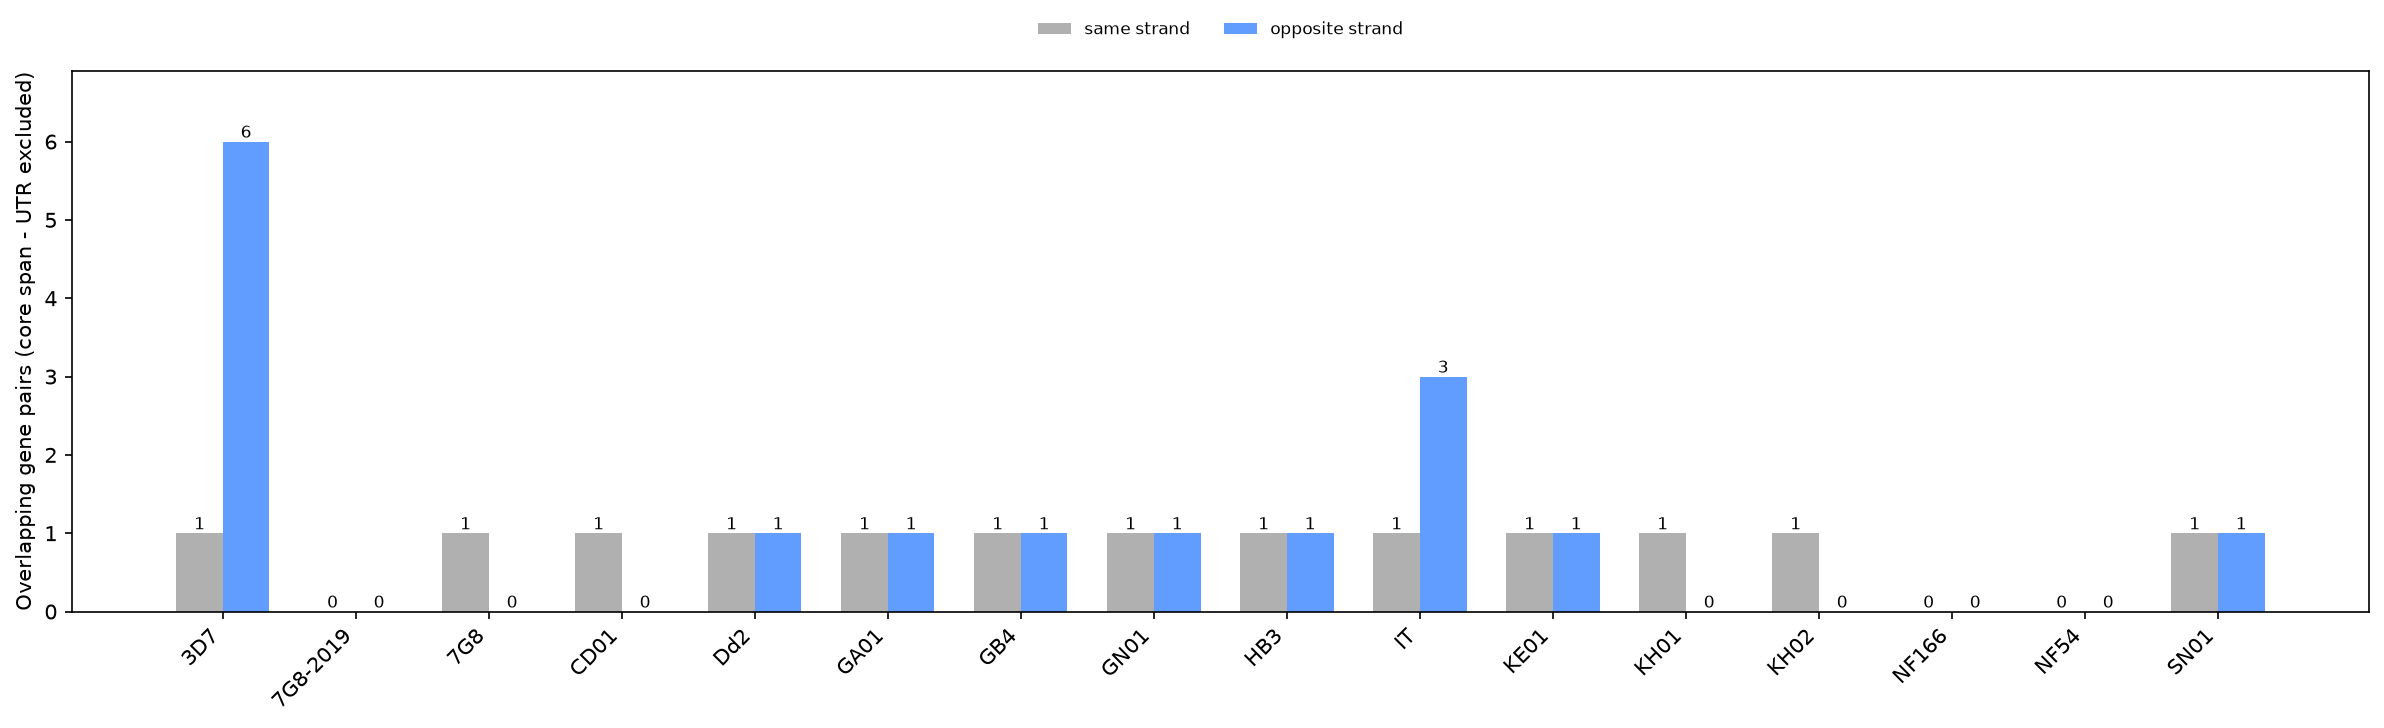 same strand
opposite strand
Overlapping gene pairs (core span - UTR excluded)
6
5
4
3
2
1
0
1 6
0 0
1 0
1 0
1 1
1 1
1 1
1 1
1 1
1 3
1 1
1 0
1 0
0 0
0 0
1 1
3D7
7G8-2019
7G8
CD01
Dd2
GA01
GB4
GN01
HB3
IT
KE01
KH01
KH02
NF166
NF54
SN01